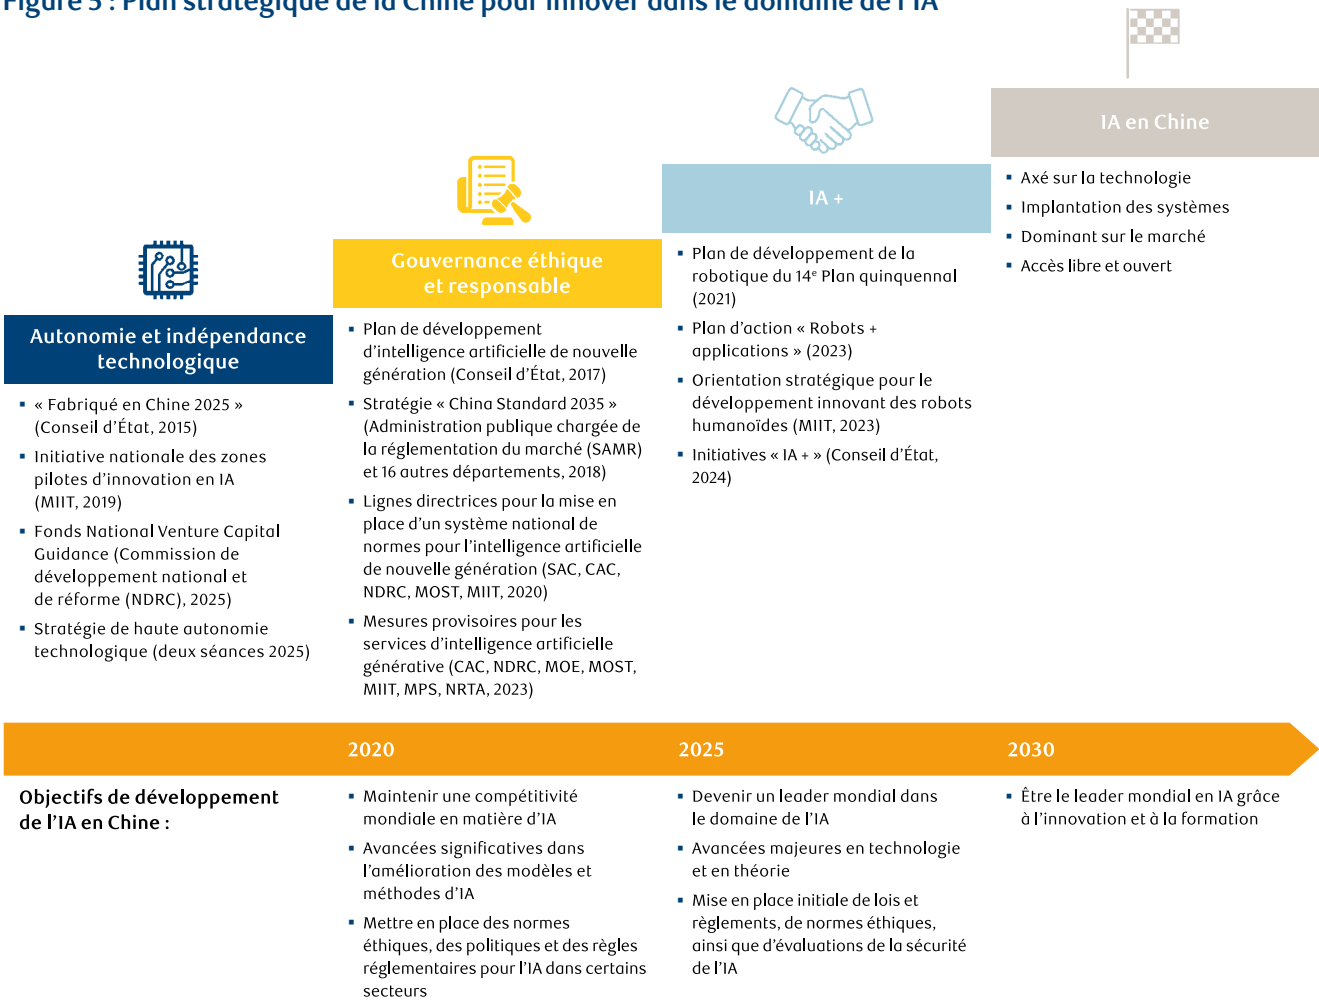 Figure 5 : Plan stratégique de la Chine pour innover dans le domaine de l'IA
Autonomie et indépendance
technologique
▪ « Fabriqué en Chine 2025 »
(Conseil d'État, 2015)
▪ Initiative nationale des zones
pilotes d'innovation en IA
(MIIT, 2019)
▪ Fonds National Venture Capital
Guidance (Commission de
développement national et
de réforme (NDRC), 2025)
▪ Stratégie de haute autonomie
technologique (deux séances 2025)
Gouvernance éthique
et responsable
▪ Plan de développement
d'intelligence artificielle de nouvelle
génération (Conseil d'État, 2017)
▪ Stratégie « China Standard 2035 »
(Administration publique chargée de
la réglementation du marché (SAMR)
et 16 autres départements, 2018)
▪ Lignes directrices pour la mise en
place d'un système national de
normes pour l'intelligence artificielle
de nouvelle génération (SAC, CAC,
NDRC, MOST, MIIT, 2020)
▪ Mesures provisoires pour les
services d'intelligence artificielle
générative (CAC, NDRC, MOE, MOST,
MIIT, MPS, NRTA, 2023)
IA +
▪ Plan de développement de la
robotique du 14e Plan quinquennal
(2021)
▪ Plan d'action « Robots +
applications » (2023)
▪ Orientation stratégique pour le
développement innovant des robots
humanoïdes (MIIT, 2023)
▪ Initiatives « IA + » (Conseil d'État,
2024)
IA en Chine
▪ Axé sur la technologie
▪ Implantation des systèmes
▪ Dominant sur le marché
▪ Accès libre et ouvert
2020
2025
2030
Objectifs de développement
de l'IA en Chine :
▪ Maintenir une compétitivité
mondiale en matière d'IA
▪ Avancées significatives dans
l'amélioration des modèles et
méthodes d'IA
▪ Mettre en place des normes
éthiques, des politiques et des règles
réglementaires pour l'IA dans certains
secteurs
▪ Devenir un leader mondial dans
le domaine de l'IA
▪ Avancées majeures en technologie
et en théorie
▪ Mise en place initiale de lois et
règlements, de normes éthiques,
ainsi que d'évaluations de la sécurité
de l'IA
▪ Être le leader mondial en IA grâce
à l'innovation et à la formation